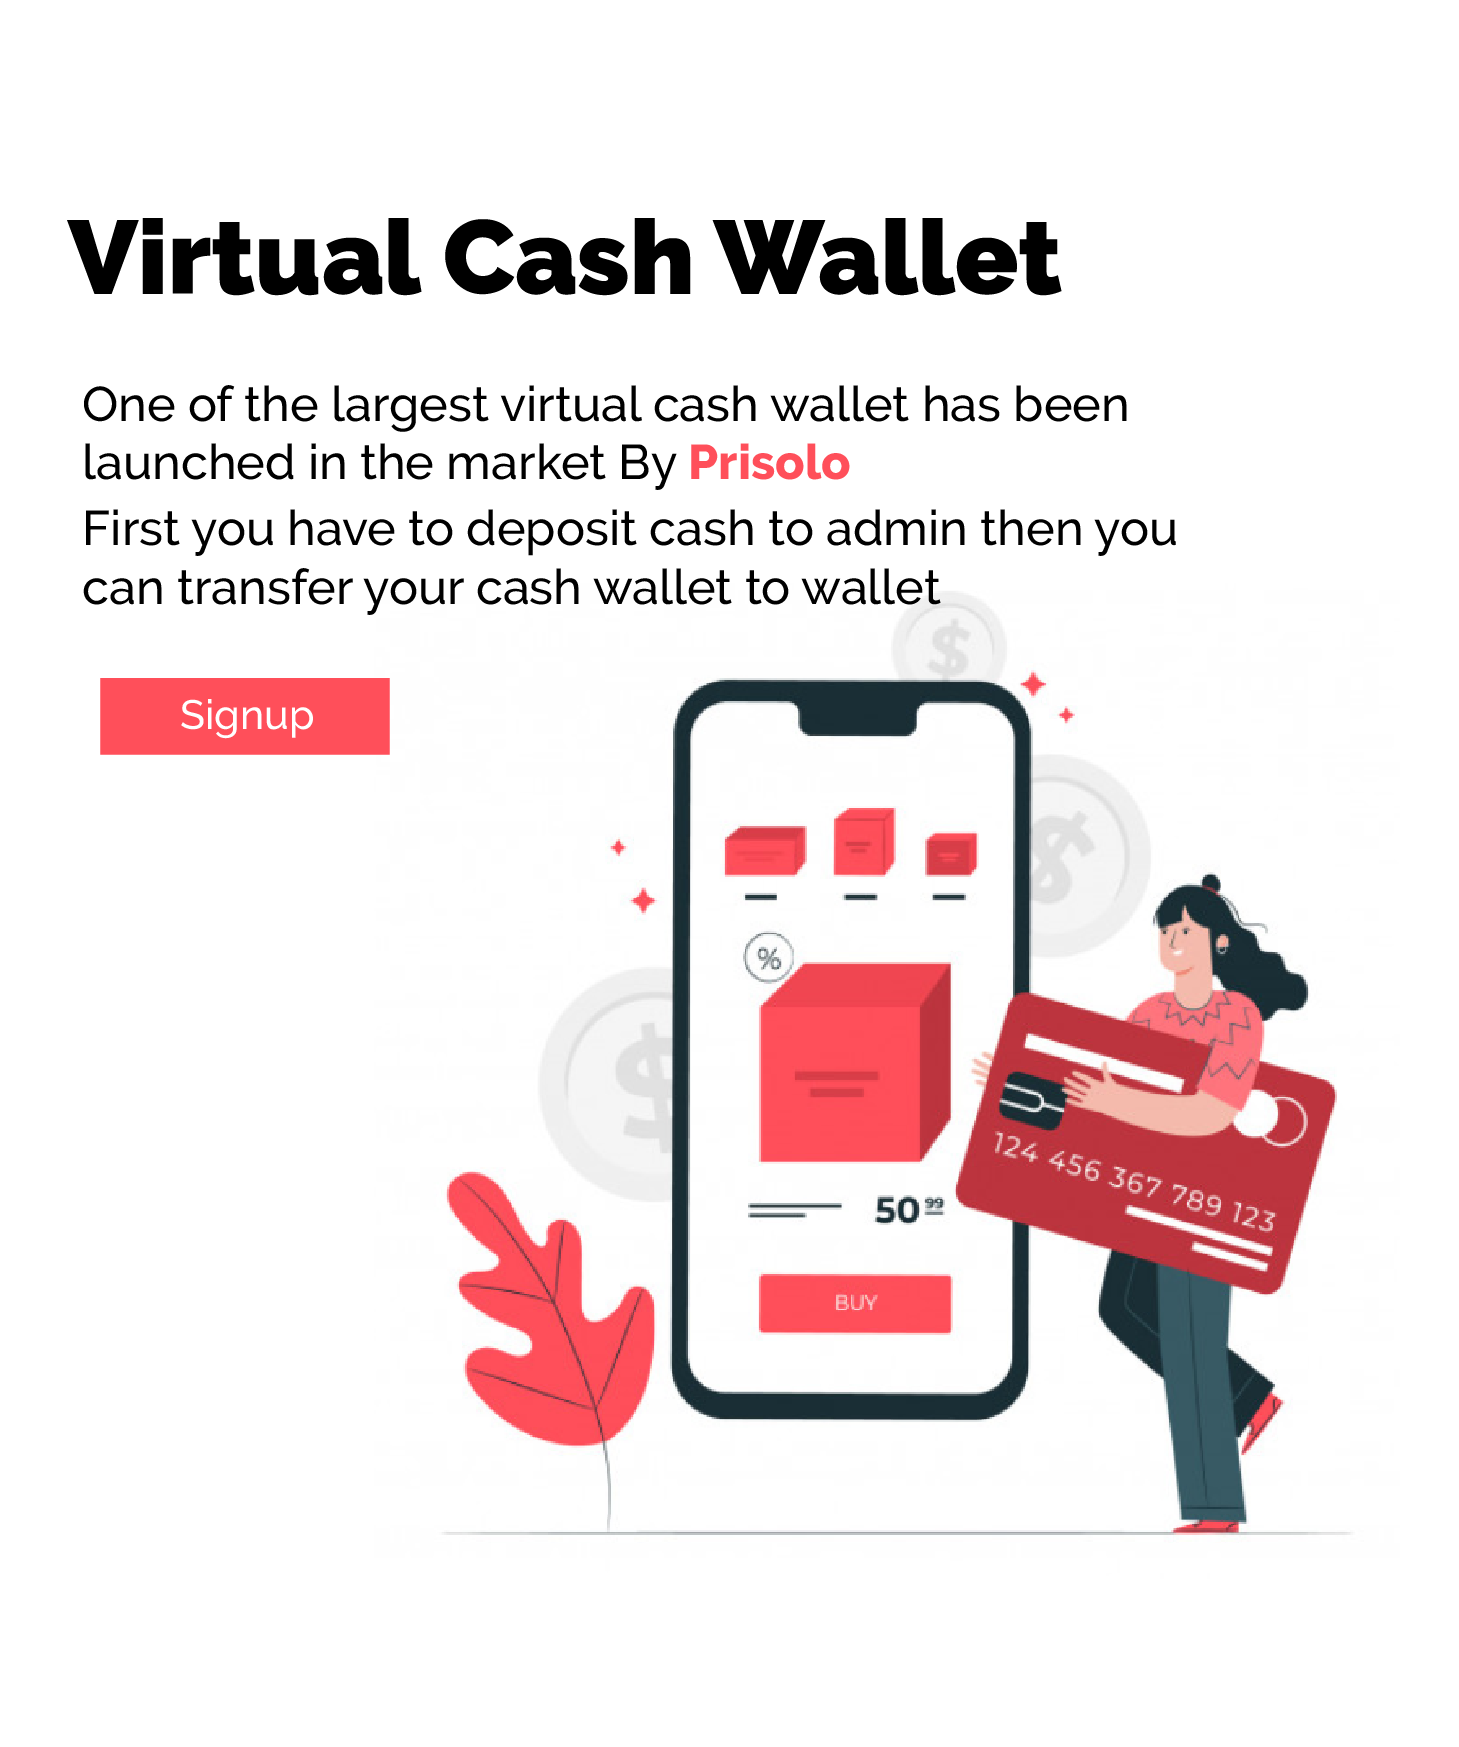 Virtual Cash Wallet
One of the largest virtual cash wallet has been
launched in the market By Prisolo
First you have to deposit cash to admin then you
can transfer your cash wallet to wallet
Signup
$
$
%
$
124 456 367 789 123
50 99
BUY